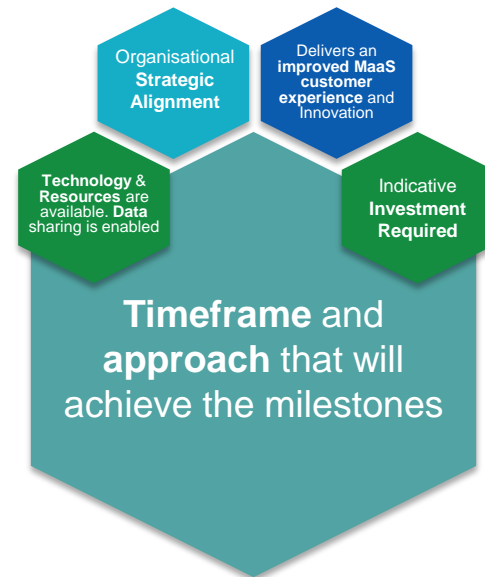 Organisational
Strategic
Alignment
Delivers an
improved MaaS
customer
experience and
Innovation
Technology &
Resources are
available. Data
sharing is enabled
Indicative
Investment
Required
Timeframe and
approach that will
achieve the milestones